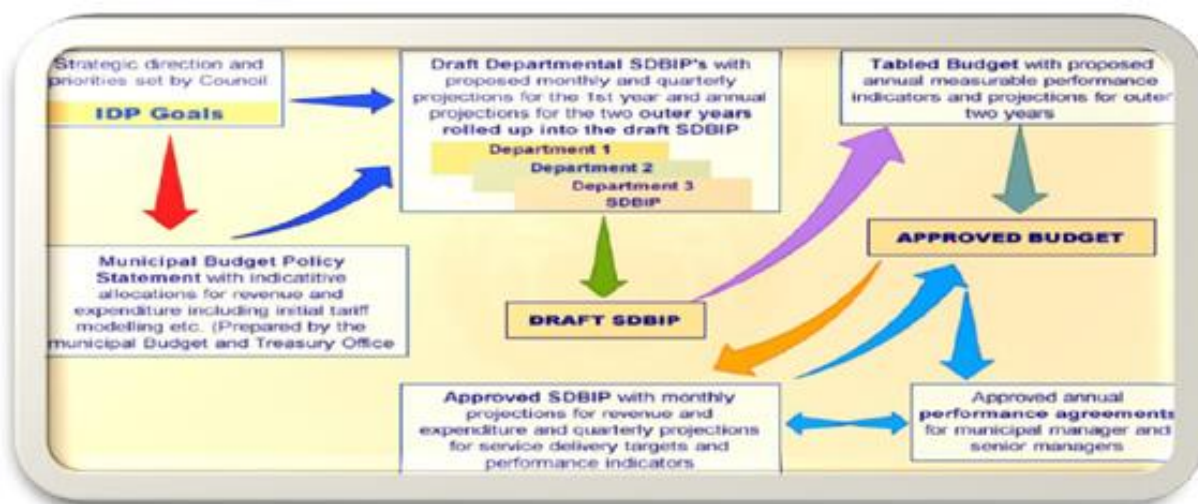 Strategic direction and
priorities set by Council
IDP Goals
Draft Departmental SDBIP's with
proposed monthly and quarterly
projections for the 1st year and annual
projections for the two outer years
rolled up into the draft SDBIP
Department 1
Department 2
Department 3
SDBIP
Tabled Budget with proposed
annual measurable performance
indicators and projections for outer
two years
Municipal Budget Policy
Statement with indicatitive
allocations for revenue and
expenditure including initial tariff
modelling etc. (Prepared by the
municipal Budget and Treasury Office
DRAFT SDBIP
APPROVED BUDGET
Approved SDBIP with monthly
projections for revenue and
expenditure and quarterly projections
for service delivery targets and
performance indicators
Approved annual
performance agreements
for municipal manager and
senior managers